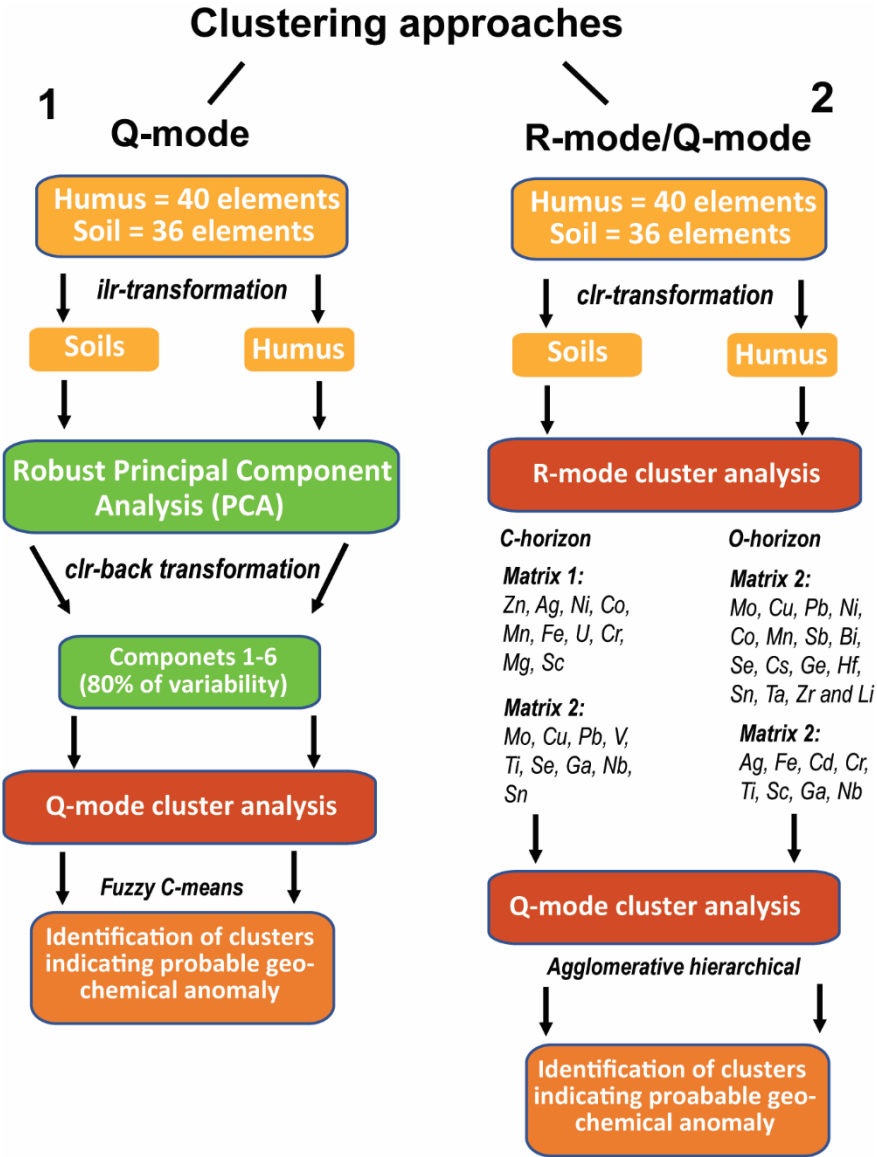 Clustering approaches
1
Q-mode
Humus = 40 elements
Soil = 36 elements
ilr-transformation
Soils
Humus
Robust Principal Component
Analysis (PCA)
clr-back transformation
Componets 1-6
(80% of variability)
Q-mode cluster analysis
Fuzzy C-means
Identification of clusters
indicating probable geo-
chemical anomaly
2
R-mode/Q-mode
Humus = 40 elements
Soil = 36 elements
clr-transformation
Soils
Humus
R-mode cluster analysis
C-horizon
Matrix 1:
Zn, Ag, Ni, Co,
Mn, Fe, U, Cr,
Mg, Sc
Matrix 2:
Mo, Cu, Pb, V,
Ti, Se, Ga, Nb,
Sn
O-horizon
Matrix 2:
Mo, Cu, Pb, Ni,
Co, Mn, Sb, Bi,
Se, Cs, Ge, Hf,
Sn, Ta, Zr and Li
Matrix 2:
Ag, Fe, Cd, Cr,
Ti, Sc, Ga, Nb
Q-mode cluster analysis
Agglomerative hierarchical
Identification of clusters
indicating proabable geo-
chemical anomaly